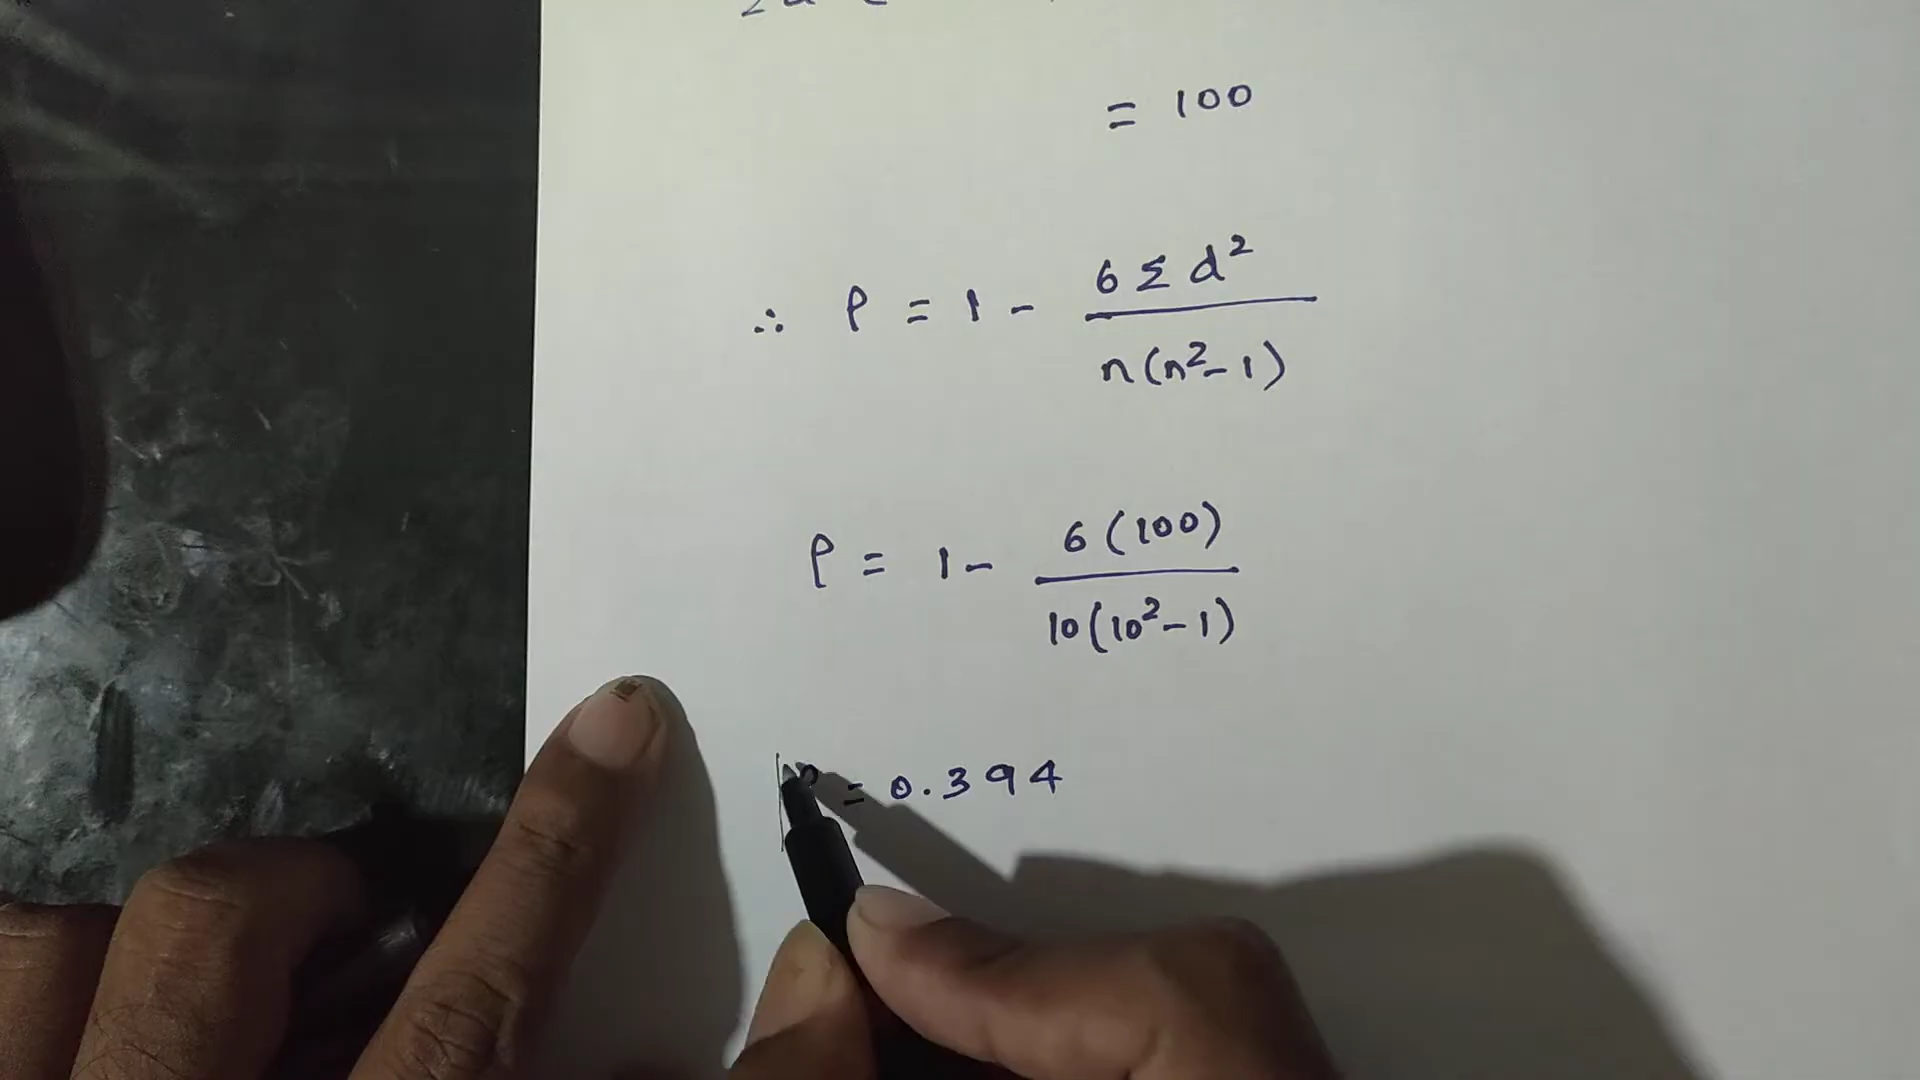 = 100
∴ ρ = 1 - 6 Σ d² / n(n²-1)
ρ = 1 - 6(100) / 10(10²-1)
= 0.394